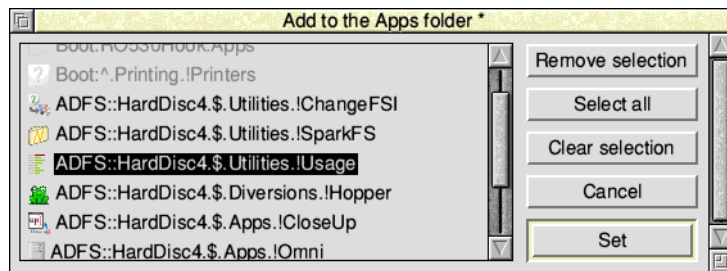 Add to the Apps folder *
Boot:RO530Hook.Apps
Boot:^.Printing.!Printers
ADFS::HardDisc4.$.Utilities.!ChangeFSI
ADFS::HardDisc4.$.Utilities.!SparkFS
ADFS::HardDisc4.$.Utilities.!Usage
ADFS::HardDisc4.$.Diversions.!Hopper
ADFS::HardDisc4.$.Apps.!CloseUp
ADFS::HardDisc4.$.Apps.!Omni
Remove selection
Select all
Clear selection
Cancel
Set